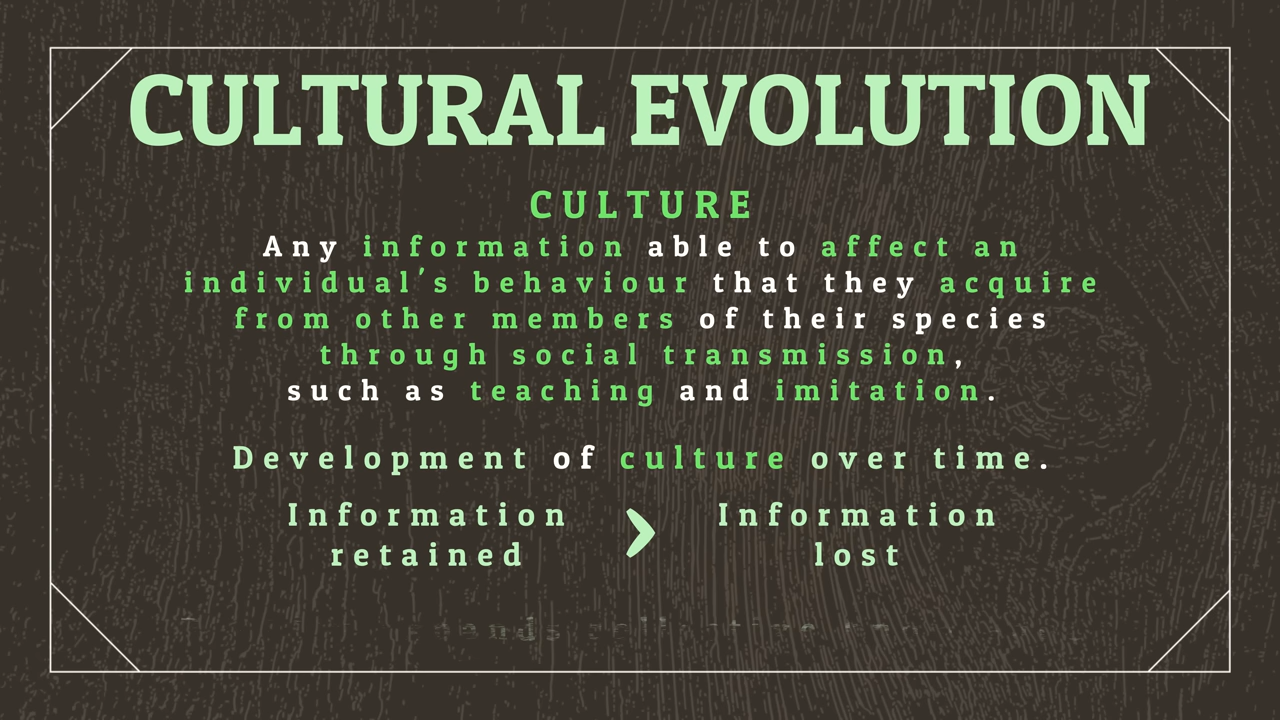 CULTURAL EVOLUTION
CULTURE
Any information able to affect an
individual's behaviour that they acquire
from other members of their species
through social transmission,
such as teaching and imitation.
Development of culture over time.
Information retained > Information lost